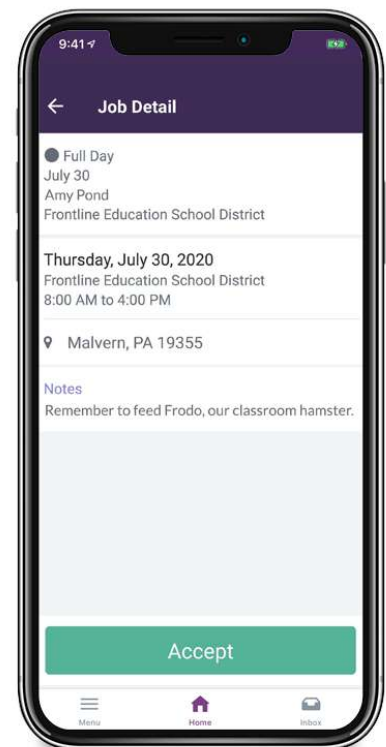 9:41
Job Detail
Full Day
July 30
Amy Pond
Frontline Education School District
Thursday, July 30, 2020
Frontline Education School District
8:00 AM to 4:00 PM
Malvern, PA 19355
Notes
Remember to feed Frodo, our classroom hamster.
Accept
Menu
Home
Inbox